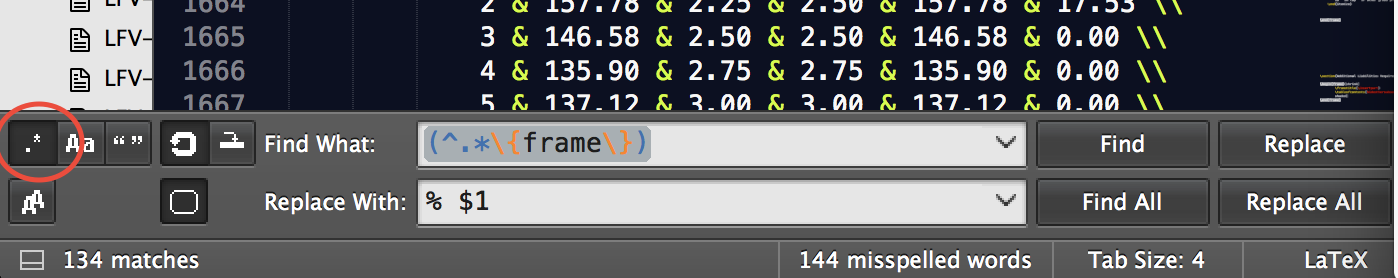 LFV-
1664 2 & 157.78 & 2.25 & 2.50 & 157.78 & 17.53 \\
LFV- 1665 3 & 146.58 & 2.50 & 2.50 & 146.58 & 0.00 \\
LFV- 1666 4 & 135.90 & 2.75 & 2.75 & 135.90 & 0.00 \\
1667 5 & 137.12 & 3.00 & 3.00 & 137.12 & 0.00 \\
.* Aa “ ” Find What: (^.*\{frame\}) Find Replace
AA Replace With: % $1 Find All Replace All
134 matches 144 misspelled words Tab Size: 4 LaTeX